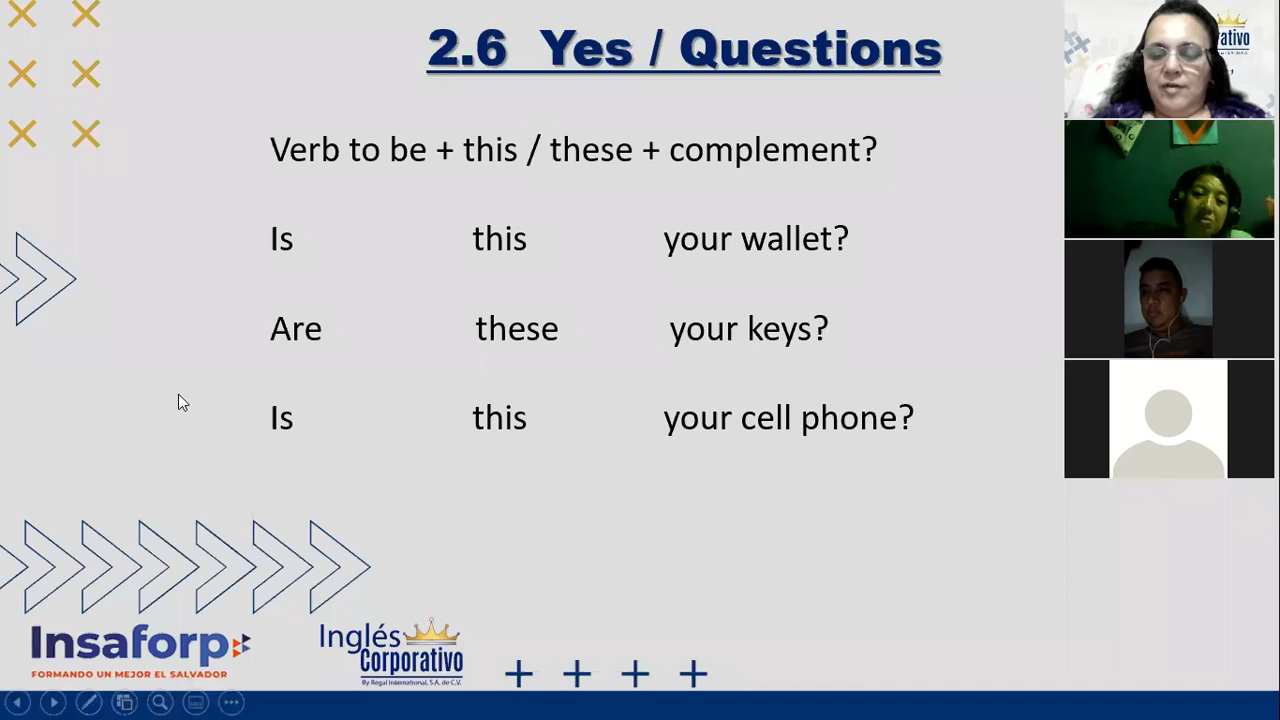 2.6 Yes / Questions
Verb to be + this / these + complement?
Is this your wallet?
Are these your keys?
Is this your cell phone?
Insaforp
FORMANDO UN MEJOR EL SALVADOR
Inglés
Corporativo
By Regal International, S.A. de C.V.